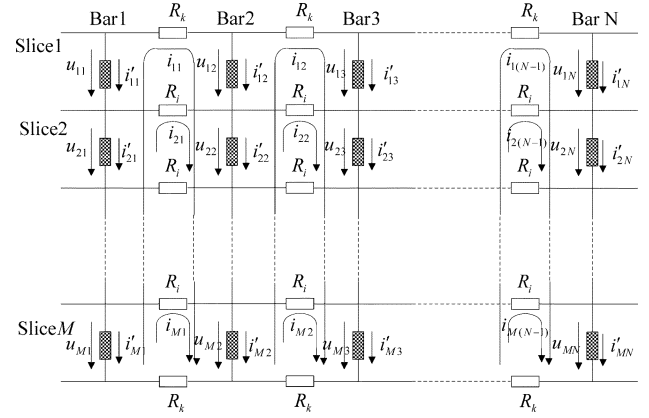 Bar1 R_k Bar2 R_k Bar3 R_k Bar N
Slice1
u_11 i'_11 i_11 u_12 i'_12 i_12 u_13 i'_13 i_1(N-1) u_1N i'_1N
R_i R_i R_i
Slice2
u_21 i'_21 i_21 u_22 i'_22 i_22 u_23 i'_23 i_2(N-1) u_2N i'_2N
R_i R_i R_i
R_i R_i R_i
SliceM
u_M1 i'_M1 i_M1 u_M2 i'_M2 i_M2 u_M3 i'_M3 i_M(N-1) u_MN i'_MN
R_k R_k R_k